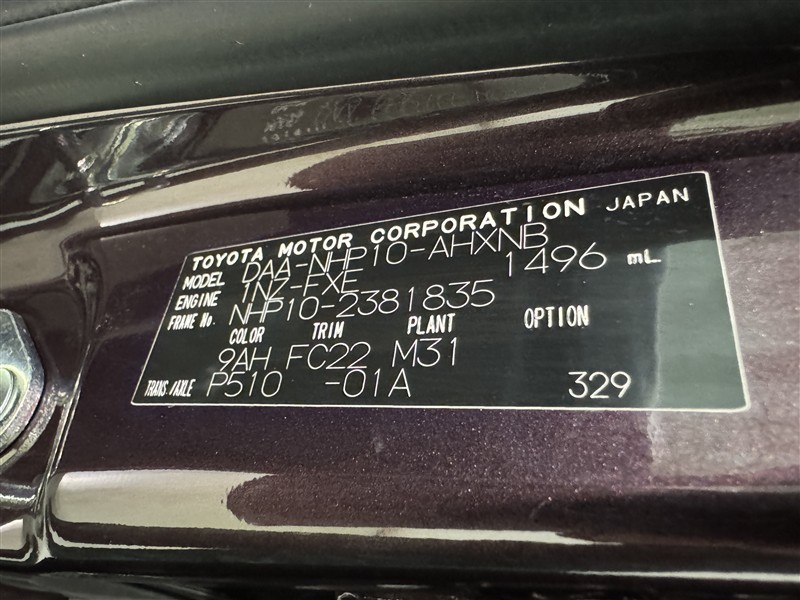 TOYOTA MOTOR CORPORATION JAPAN
MODEL DAA-NHP10-AHXNB
ENGINE 1NZ-FXE 1496 mL
FRAME No. NHP10-2381835
COLOR TRIM PLANT OPTION
9AH FC22 M31
TRANS./AXLE P510 -01A 329